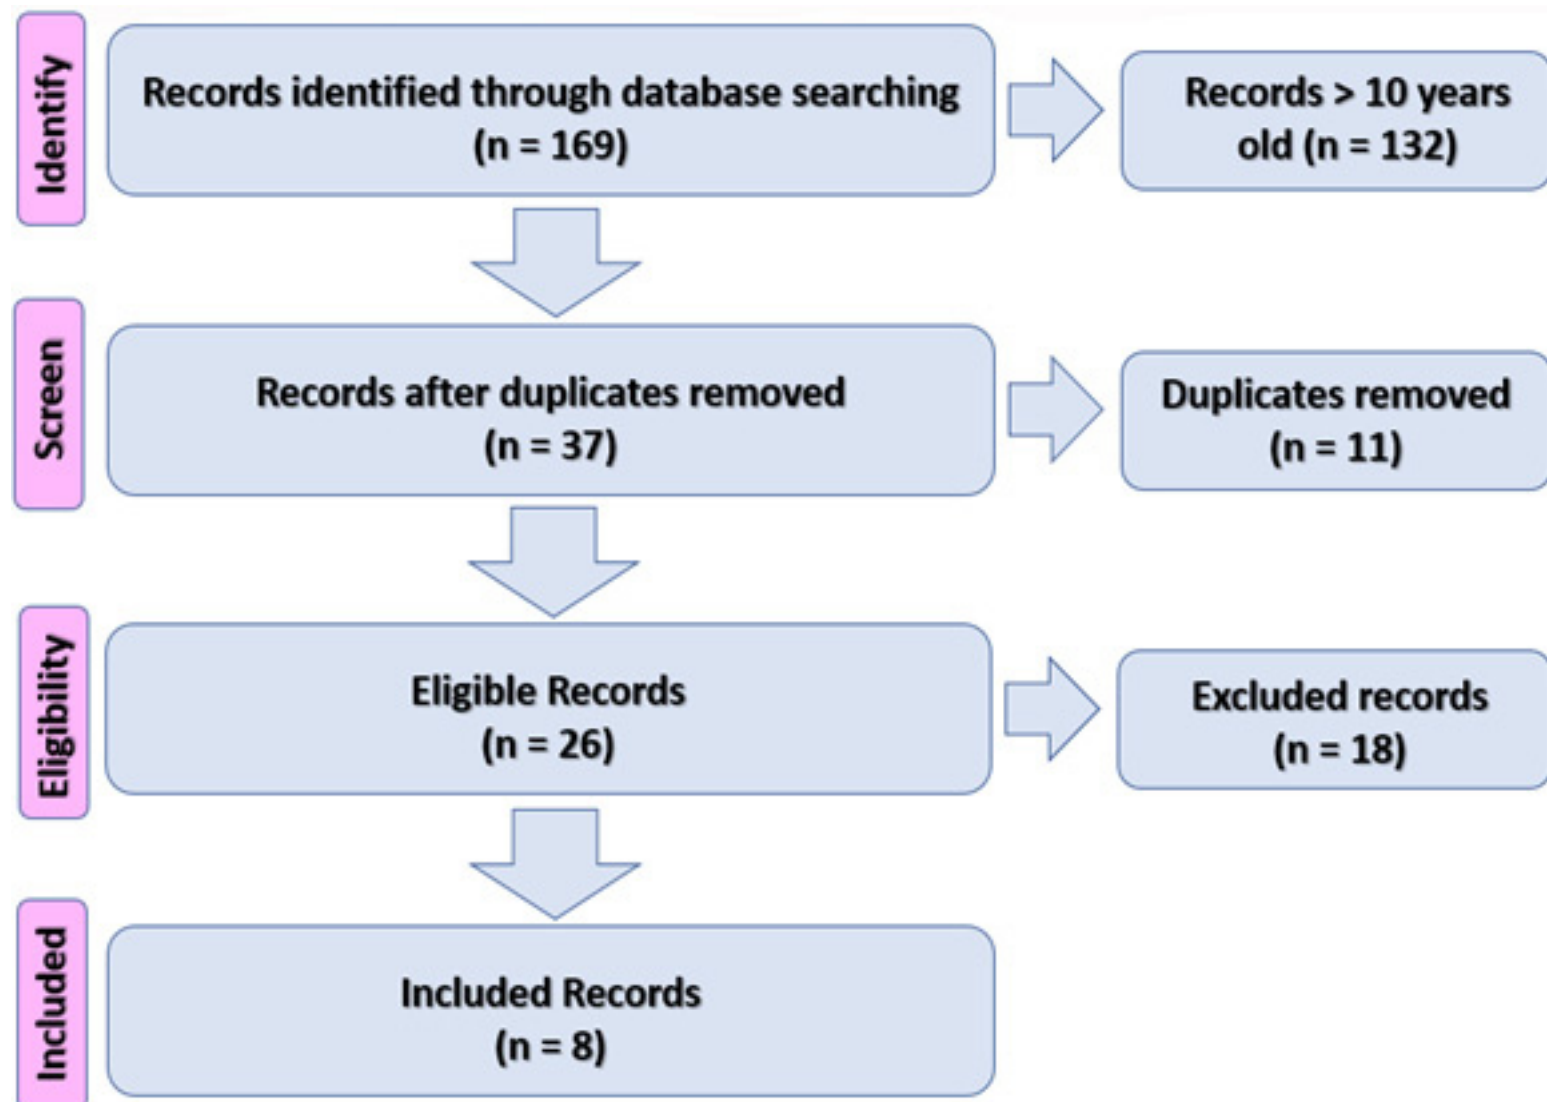 Identify
Records identified through database searching
(n = 169)
Records > 10 years
old (n = 132)
Screen
Records after duplicates removed
(n = 37)
Duplicates removed
(n = 11)
Eligibility
Eligible Records
(n = 26)
Excluded records
(n = 18)
Included
Included Records
(n = 8)